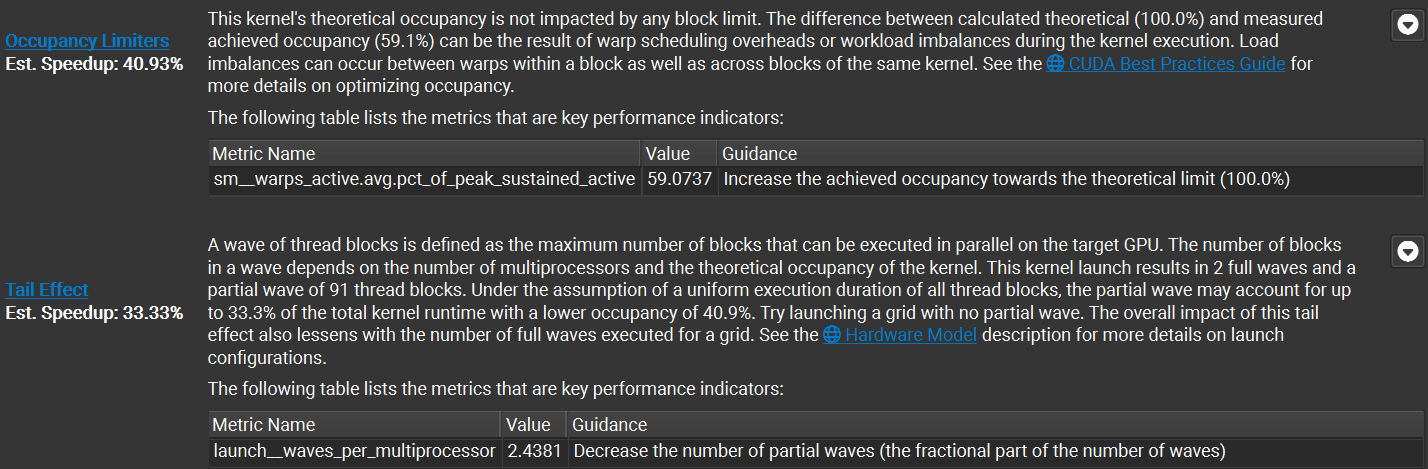 This kernel's theoretical occupancy is not impacted by any block limit. The difference between calculated theoretical (100.0%) and measured
Occupancy Limiters
achieved occupancy (59.1%) can be the result of warp scheduling overheads or workload imbalances during the kernel execution. Load
Est. Speedup: 40.93%
imbalances can occur between warps within a block as well as across blocks of the same kernel. See the CUDA Best Practices Guide for
more details on optimizing occupancy.
The following table lists the metrics that are key performance indicators:
Metric Name Value Guidance
sm__warps_active.avg.pct_of_peak_sustained_active 59.0737 Increase the achieved occupancy towards the theoretical limit (100.0%)
A wave of thread blocks is defined as the maximum number of blocks that can be executed in parallel on the target GPU. The number of blocks
in a wave depends on the number of multiprocessors and the theoretical occupancy of the kernel. This kernel launch results in 2 full waves and a
Tail Effect
partial wave of 91 thread blocks. Under the assumption of a uniform execution duration of all thread blocks, the partial wave may account for up
Est. Speedup: 33.33%
to 33.3% of the total kernel runtime with a lower occupancy of 40.9%. Try launching a grid with no partial wave. The overall impact of this tail
effect also lessens with the number of full waves executed for a grid. See the Hardware Model description for more details on launch
configurations.
The following table lists the metrics that are key performance indicators:
Metric Name Value Guidance
launch__waves_per_multiprocessor 2.4381 Decrease the number of partial waves (the fractional part of the number of waves)